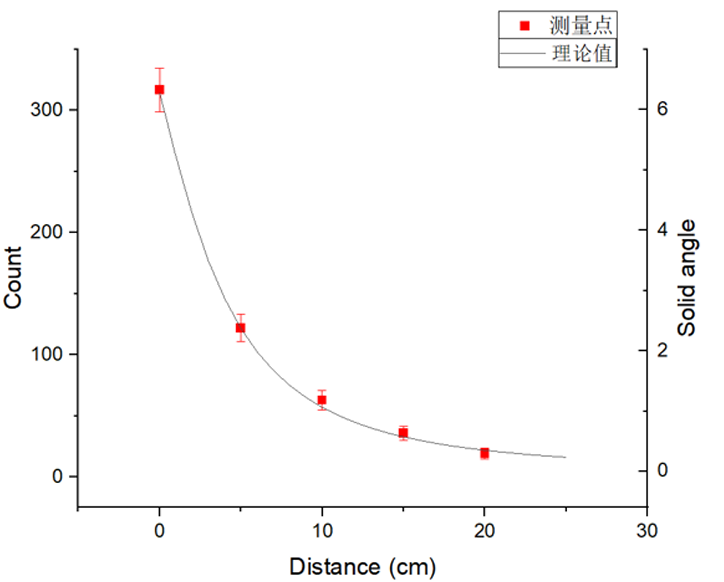 测量点
理论值
300
200
100
0
Count
6
4
2
0
Solid angle
0
10
20
30
Distance (cm)